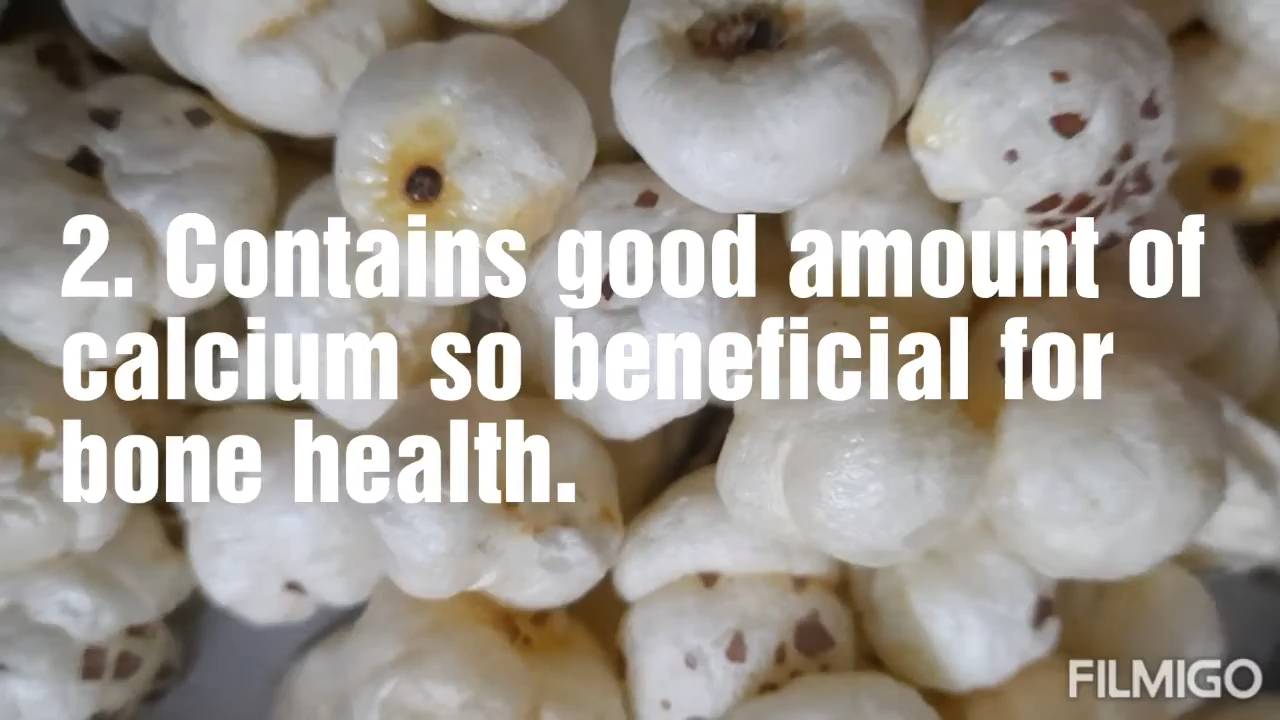 2. Contains good amount of
calcium so beneficial for
bone health.
FILMIGO